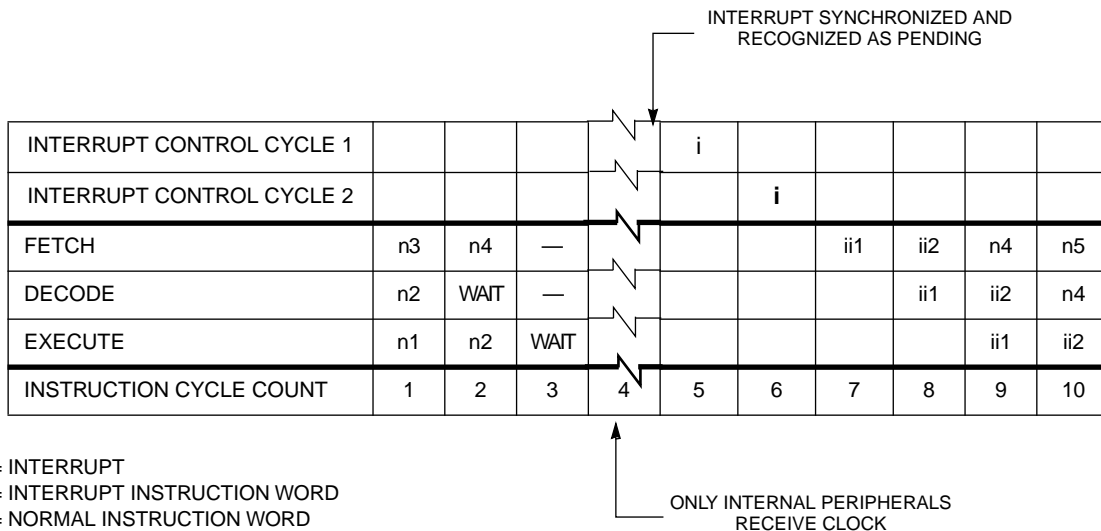 INTERRUPT SYNCHRONIZED AND
RECOGNIZED AS PENDING
INTERRUPT CONTROL CYCLE 1 i
INTERRUPT CONTROL CYCLE 2 i
FETCH n3 n4 — ii1 ii2 n4 n5
DECODE n2 WAIT — ii1 ii2 n4
EXECUTE n1 n2 WAIT ii1 ii2
INSTRUCTION CYCLE COUNT 1 2 3 4 5 6 7 8 9 10
= INTERRUPT
= INTERRUPT INSTRUCTION WORD
= NORMAL INSTRUCTION WORD
ONLY INTERNAL PERIPHERALS
RECEIVE CLOCK